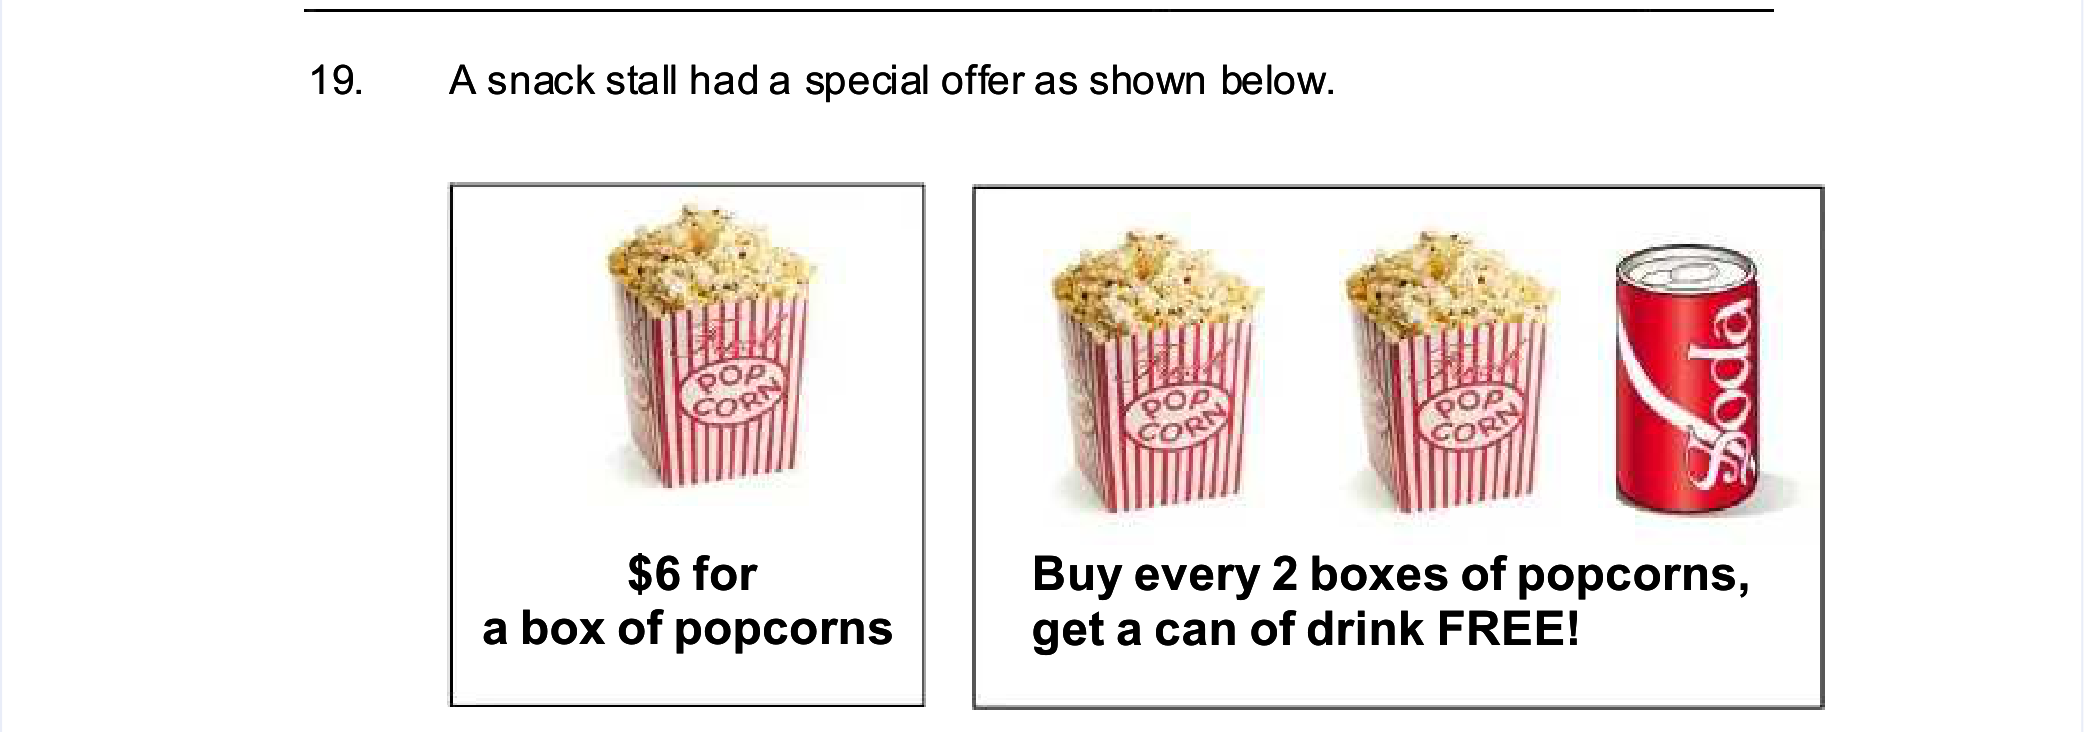 19. A snack stall had a special offer as shown below.
POP
CORN
$6 for
a box of popcorns
POP
CORN
POP
CORN
Soda
Buy every 2 boxes of popcorns,
get a can of drink FREE!